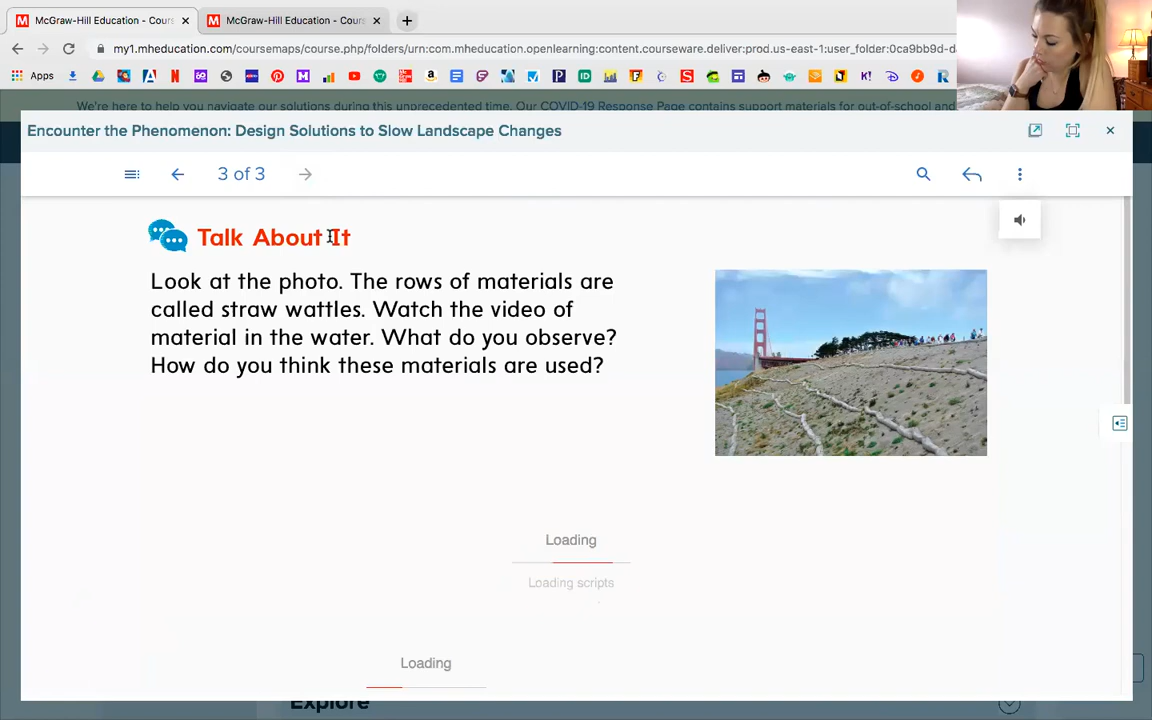 McGraw-Hill Education - Cours
McGraw-Hill Education - Cours
my1.mheducation.com/coursemaps/course.php/folders/urn:com.mheducation.openlearning:content.courseware.deliver:prod.us-east-1:user_folder:0ca9bb9d-d
Apps
We're here to help you navigate our solutions during this unprecedented time. Our COVID-19 Response Page contains support materials for out-of-school and
Encounter the Phenomenon: Design Solutions to Slow Landscape Changes
3 of 3
Talk About It
Look at the photo. The rows of materials are
called straw wattles. Watch the video of
material in the water. What do you observe?
How do you think these materials are used?
Loading
Loading scripts
Loading
Explore